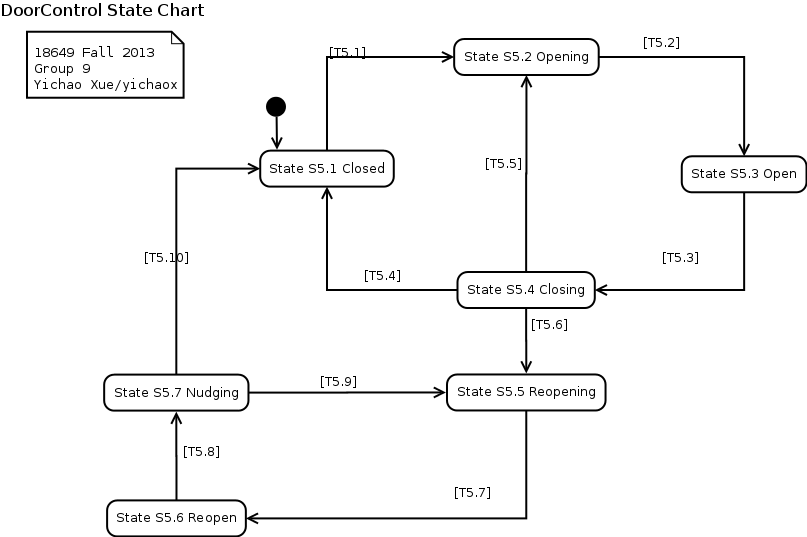 DoorControl State Chart
18649 Fall 2013
Group 9
Yichao Xue/yichaox
[T5.1]
State S5.2 Opening
[T5.2]
State S5.1 Closed
[T5.5]
State S5.3 Open
[T5.10]
[T5.4]
[T5.3]
State S5.4 Closing
[T5.6]
State S5.7 Nudging
[T5.9]
State S5.5 Reopening
[T5.8]
[T5.7]
State S5.6 Reopen